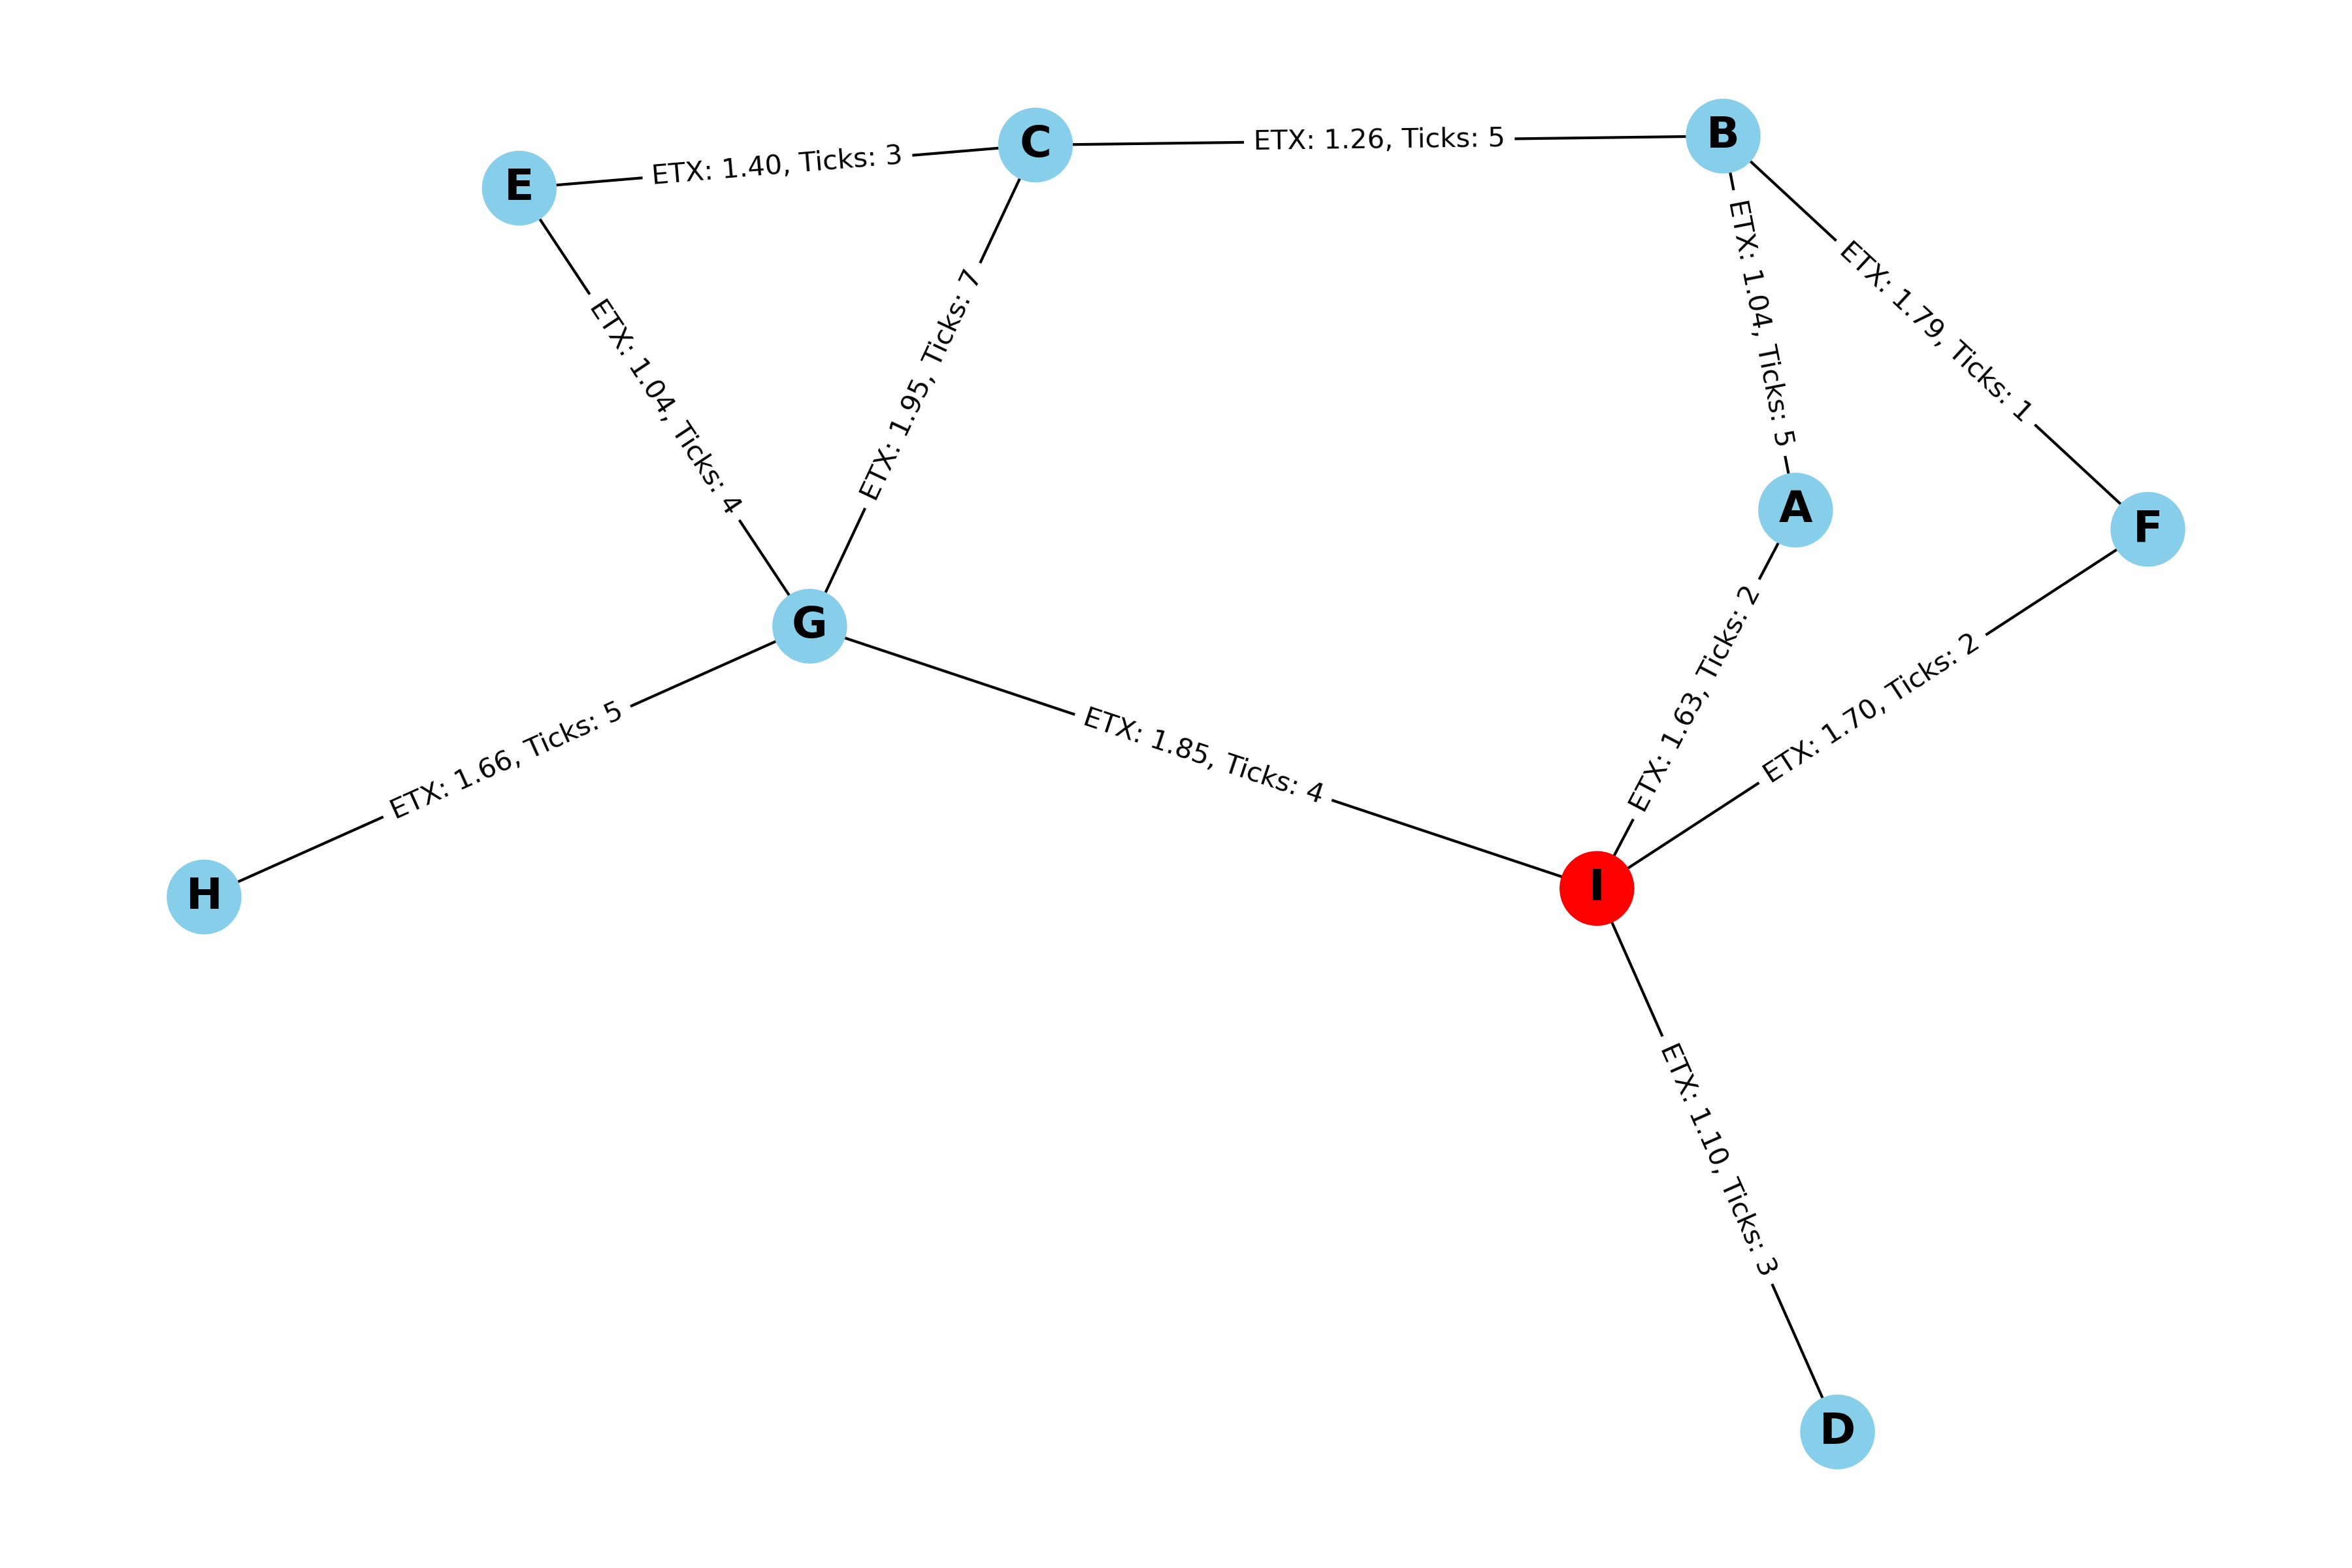 B
C
ETX: 1.26, Ticks: 5
ETX: 1.40, Ticks: 3
E
ETX: 1.04, Ticks: 5
ETX: 1.79, Ticks: 1
ETX: 1.95, Ticks: 7
ETX: 1.04, Ticks: 4
A
F
G
ETX: 1.63, Ticks: 2
ETX: 1.70, Ticks: 2
ETX: 1.85, Ticks: 4
ETX: 1.66, Ticks: 5
I
H
ETX: 1.10, Ticks: 3
D